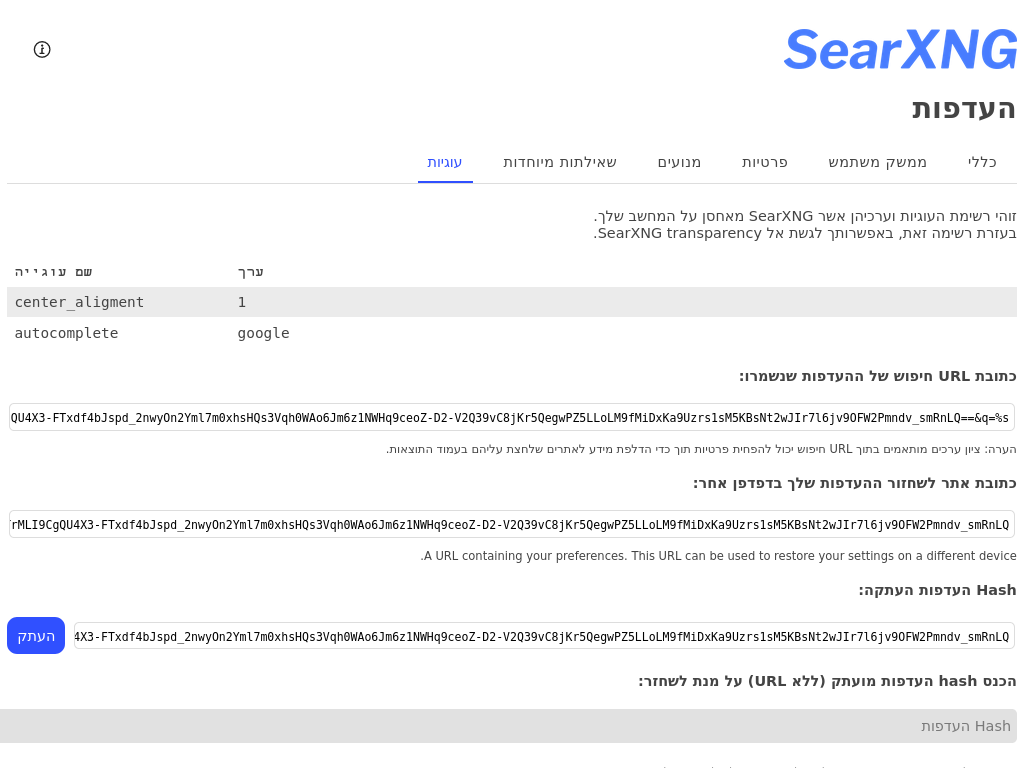 SearXNG
העדפות
כללי
ממשק משתמש
פרטיות
מנועים
שאילתות מיוחדות
עוגיות
זוהי רשימת העוגיות וערכיהן אשר SearXNG מאחסן על המחשב שלך.
בעזרת רשימה זאת, באפשרותך לגשת אל SearXNG transparency.
שם עוגייה ערך
center_aligment 1
autocomplete google
כתובת URL חיפוש של ההעדפות שנשמרו:
QU4X3-FTxdf4bJspd_2nwyOn2Yml7m0xhsHQs3Vqh0WAo6Jm6z1NWHq9ceoZ-D2-V2Q39vC8jKr5QegwPZ5LLoLM9fMiDxKa9Uzrs1sM5KBsNt2wJIr7l6jv9OFW2Pmndv_smRnLQ==&q=%s
הערה: ציון ערכים מותאמים בתוך URL חיפוש יכול להפחית פרטיות תוך כדי הדלפת מידע לאתרים שלחצת עליהם בעמוד התוצאות.
כתובת אתר לשחזור ההעדפות שלך בדפדפן אחר:
rMLI9CgQU4X3-FTxdf4bJspd_2nwyOn2Yml7m0xhsHQs3Vqh0WAo6Jm6z1NWHq9ceoZ-D2-V2Q39vC8jKr5QegwPZ5LLoLM9fMiDxKa9Uzrs1sM5KBsNt2wJIr7l6jv9OFW2Pmndv_smRnLQ
A URL containing your preferences. This URL can be used to restore your settings on a different device.
Hash העדפות העתקה:
4X3-FTxdf4bJspd_2nwyOn2Yml7m0xhsHQs3Vqh0WAo6Jm6z1NWHq9ceoZ-D2-V2Q39vC8jKr5QegwPZ5LLoLM9fMiDxKa9Uzrs1sM5KBsNt2wJIr7l6jv9OFW2Pmndv_smRnLQ
העתק
הכנס hash העדפות מועתק (ללא URL) על מנת לשחזר:
Hash העדפות